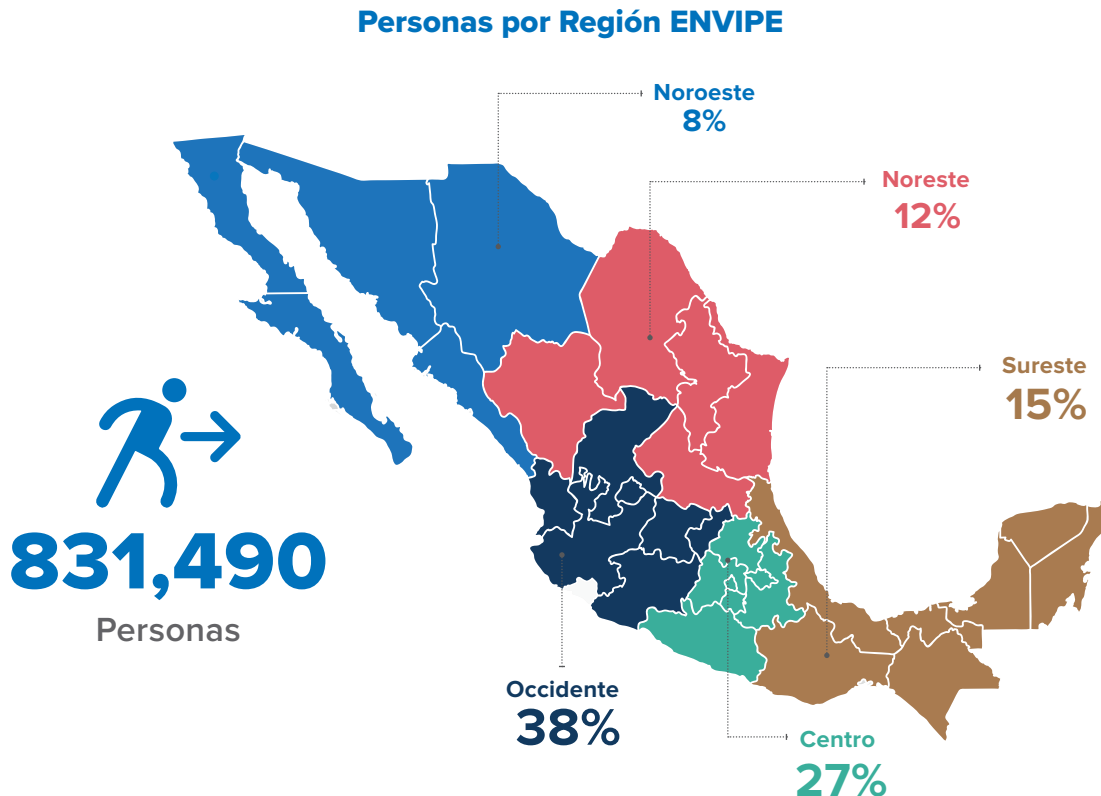 Personas por Región ENVIPE
Noroeste
8%
Noreste
12%
Sureste
15%
831,490
Personas
Occidente
38%
Centro
27%